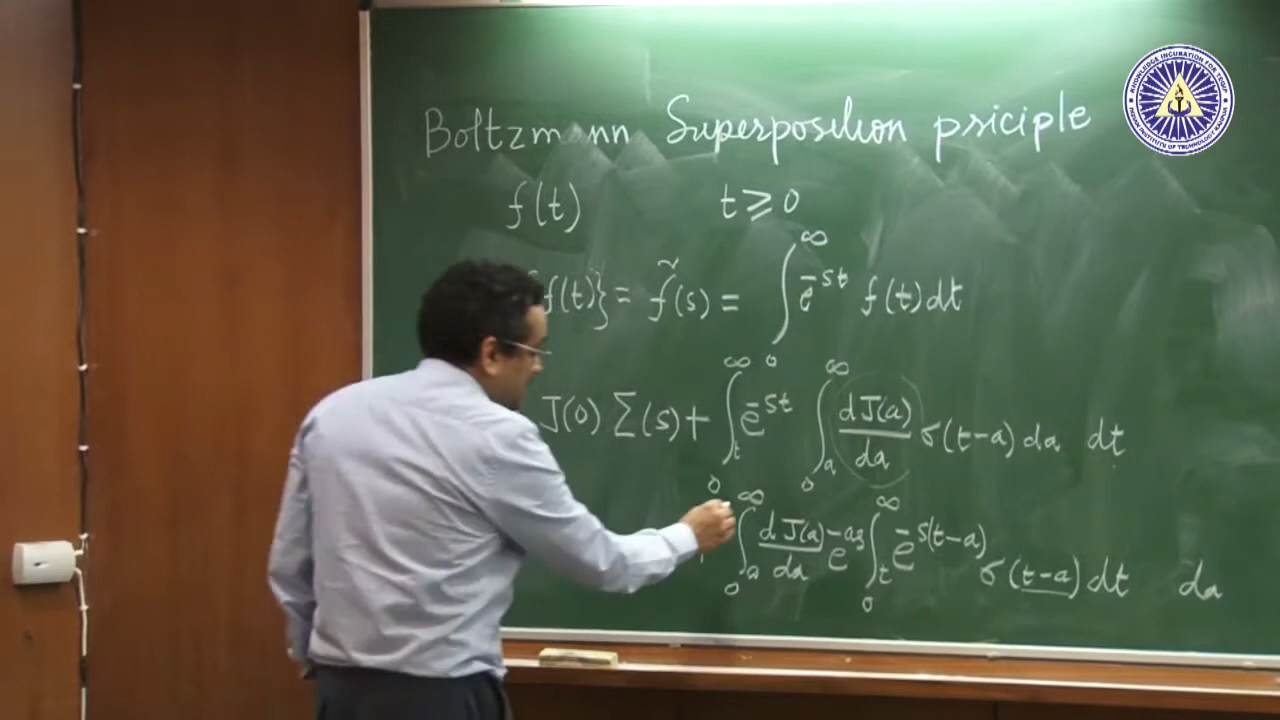 Boltzmann Superposition priciple
f(t) t ≥ 0
f(t)} = f̃(s) = ∫₀^∞ e^{-st} f(t) dt
J(0) Σ(s) + ∫_{t 0}^∞ e^{-st} ∫_{a 0}^∞ dJ(a)/da σ(t-a) da dt
∫_{a 0}^∞ dJ(a)/da e^{-as} ∫_{t 0}^∞ e^{-s(t-a)} σ(t-a) dt da